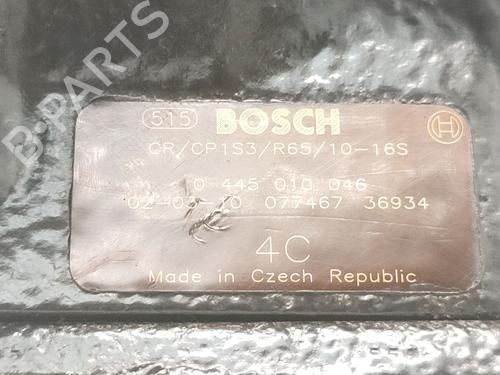 515 BOSCH
CR/CP1S3/R65/10-16S
0 445 010 046
02-05-10 077467 36934
4C
Made in Czech Republic
B-PARTS